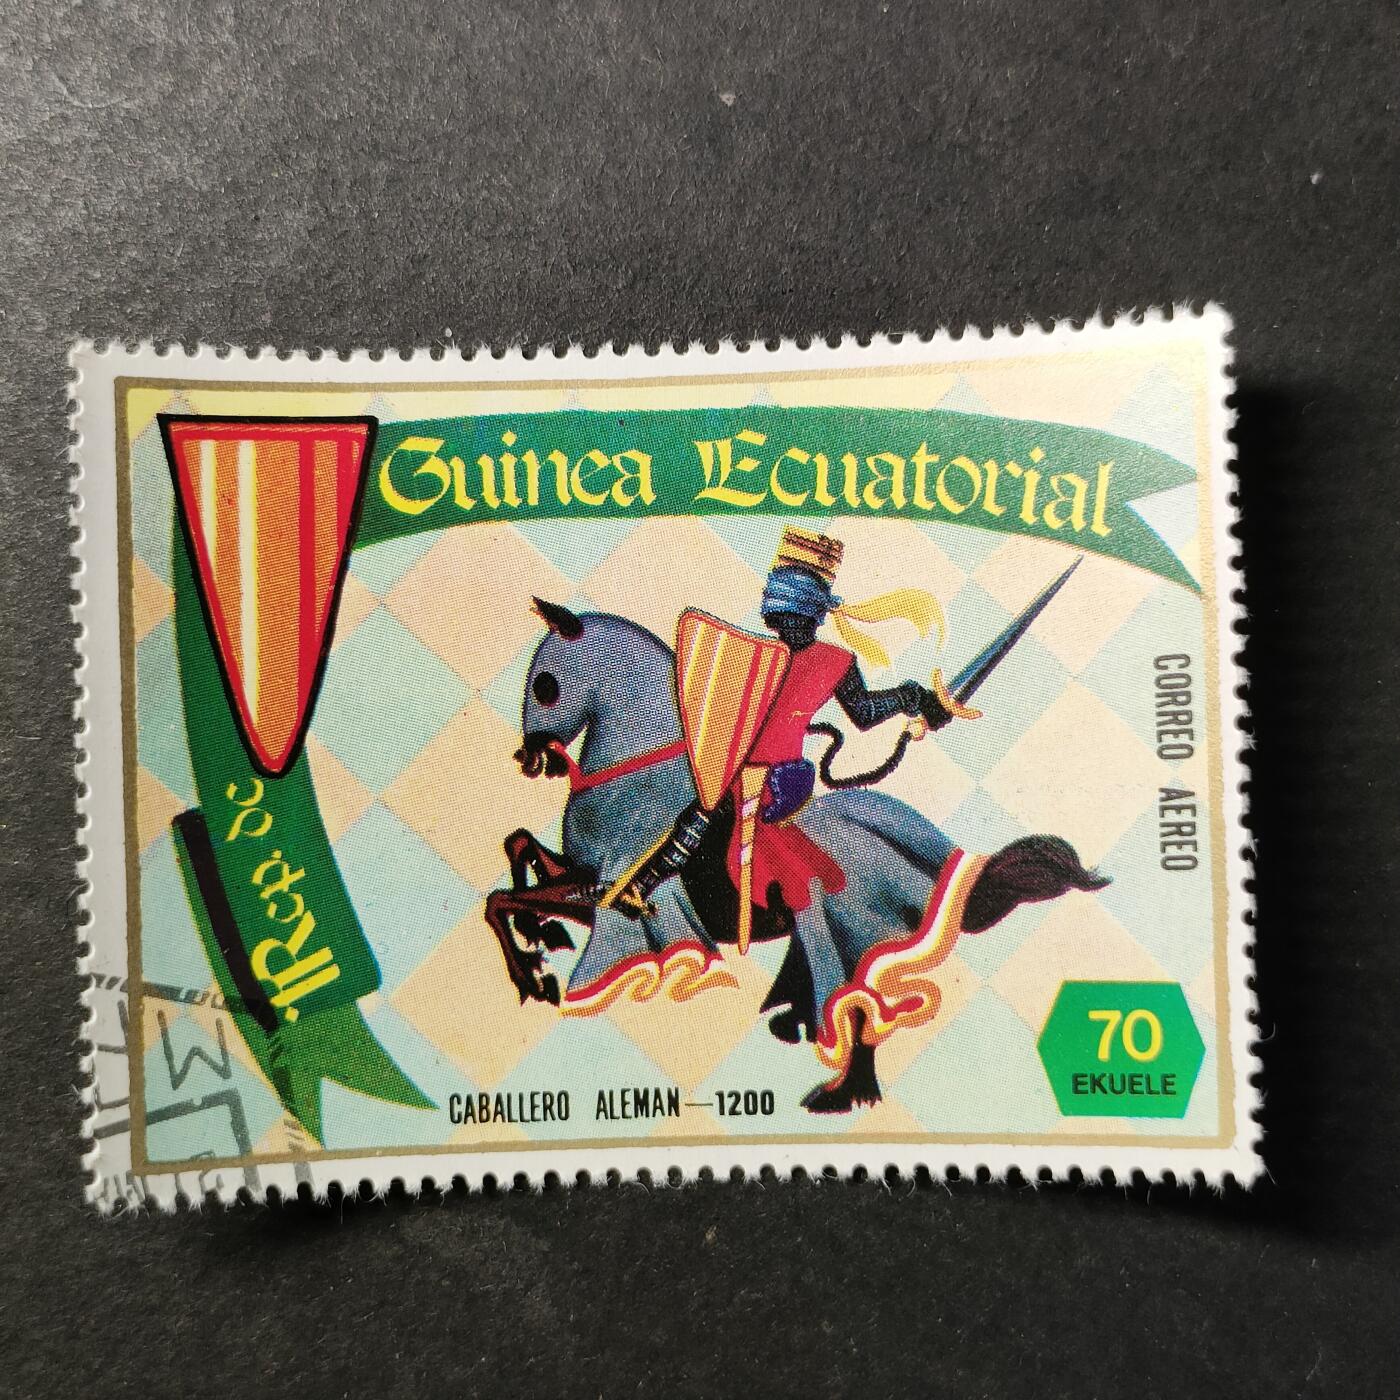 Rep. de
Guinea Ecuatorial
CORREO AEREO
70
EKUELE
CABALLERO ALEMAN—1200